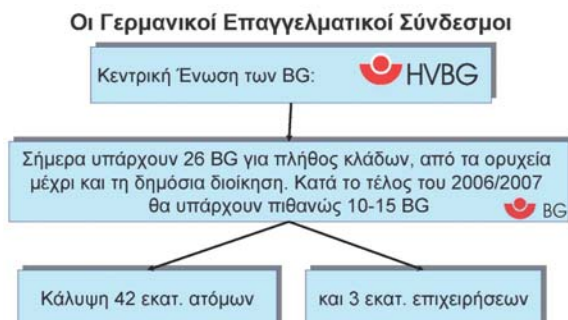 Οι Γερμανικοί Επαγγελματικοί Σύνδεσμοι
Κεντρική Ένωση των BG:
HVBG
Σήμερα υπάρχουν 26 BG για πλήθος κλάδων, από τα ορυχεία
μέχρι και τη δημόσια διοίκηση. Κατά το τέλος του 2006/2007
θα υπάρχουν πιθανώς 10-15 BG
BG
Κάλυψη 42 εκατ. ατόμων
και 3 εκατ. επιχειρήσεων